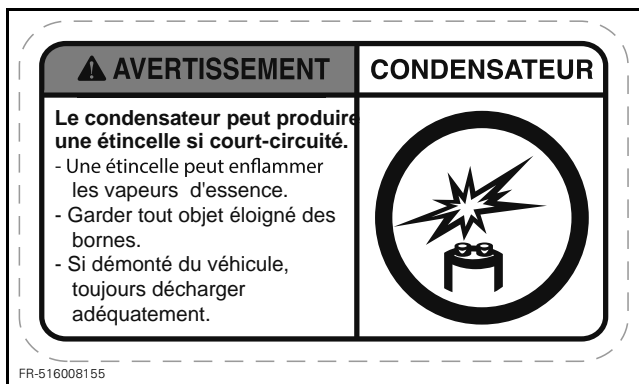 AVERTISSEMENT
CONDENSATEUR
Le condensateur peut produire
une étincelle si court-circuité.
- Une étincelle peut enflammer
les vapeurs d'essence.
- Garder tout objet éloigné des
bornes.
- Si démonté du véhicule,
toujours décharger
adéquatement.
FR-516008155